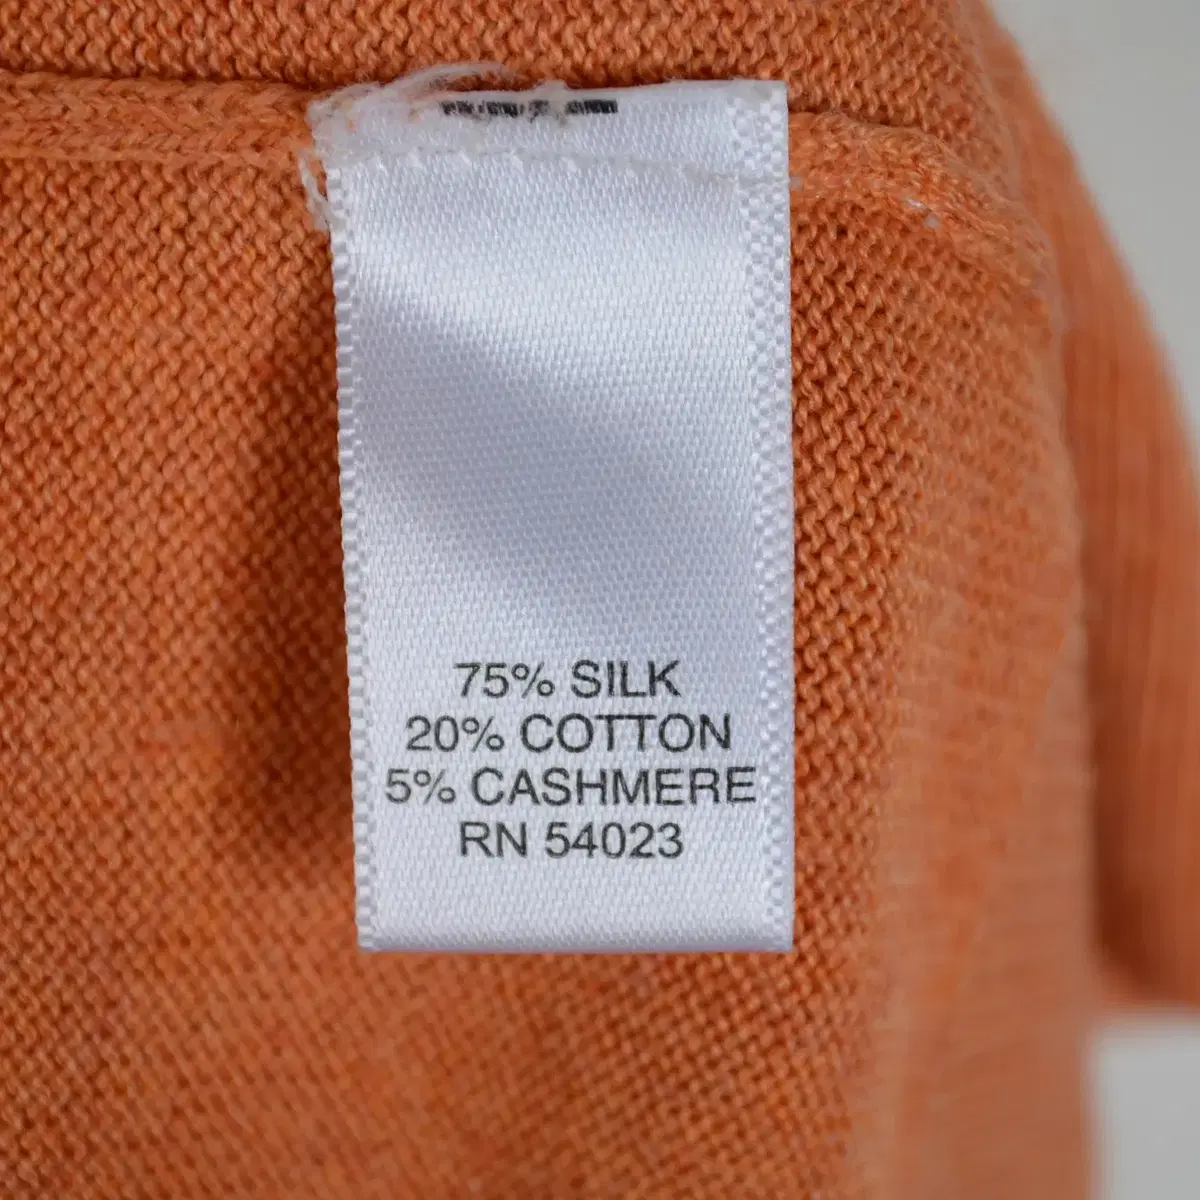 75% SILK
20% COTTON
5% CASHMERE
RN 54023